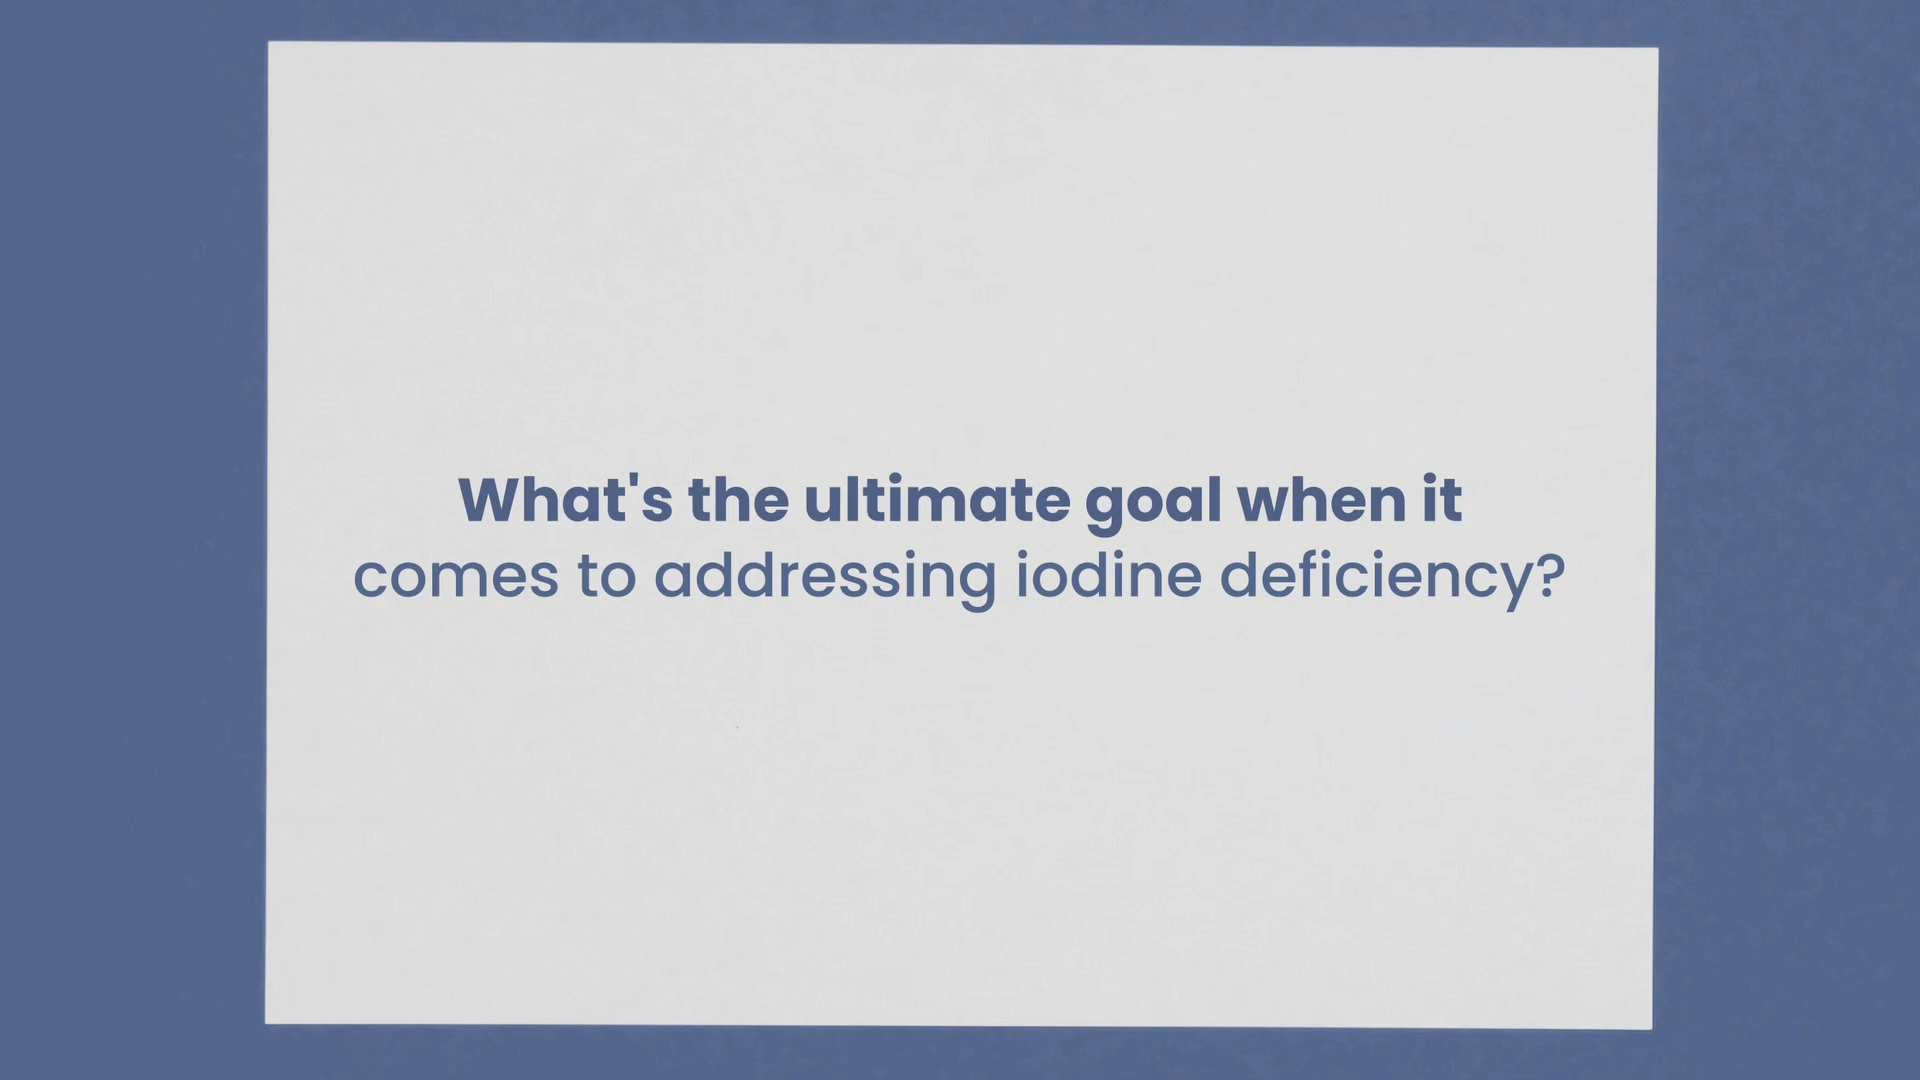 What's the ultimate goal when it
comes to addressing iodine deficiency?